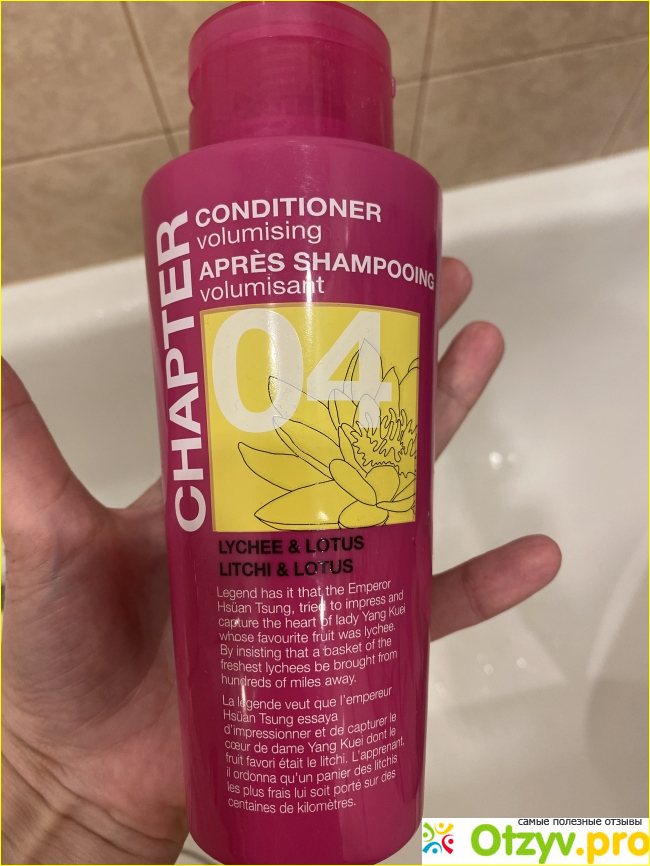 CHAPTER
CONDITIONER
volumising
APRÈS SHAMPOOING
volumisant
04
LYCHEE & LOTUS
LITCHI & LOTUS
Legend has it that the Emperor
Hsüan Tsung, tried to impress and
capture the heart of lady Yang Kuei
whose favourite fruit was lychee.
By insisting that a basket of the
freshest lychees be brought from
hundreds of miles away.
La légende veut que l'empereur
Hsüan Tsung essaya
d'impressionner et de capturer le
cœur de dame Yang Kuei dont le
fruit favori était le litchi. L'apprenant,
il ordonna qu'un panier des litchis
les plus frais lui soit porté sur des
centaines de kilomètres.
самые полезные отзывы
Otzyv.pro